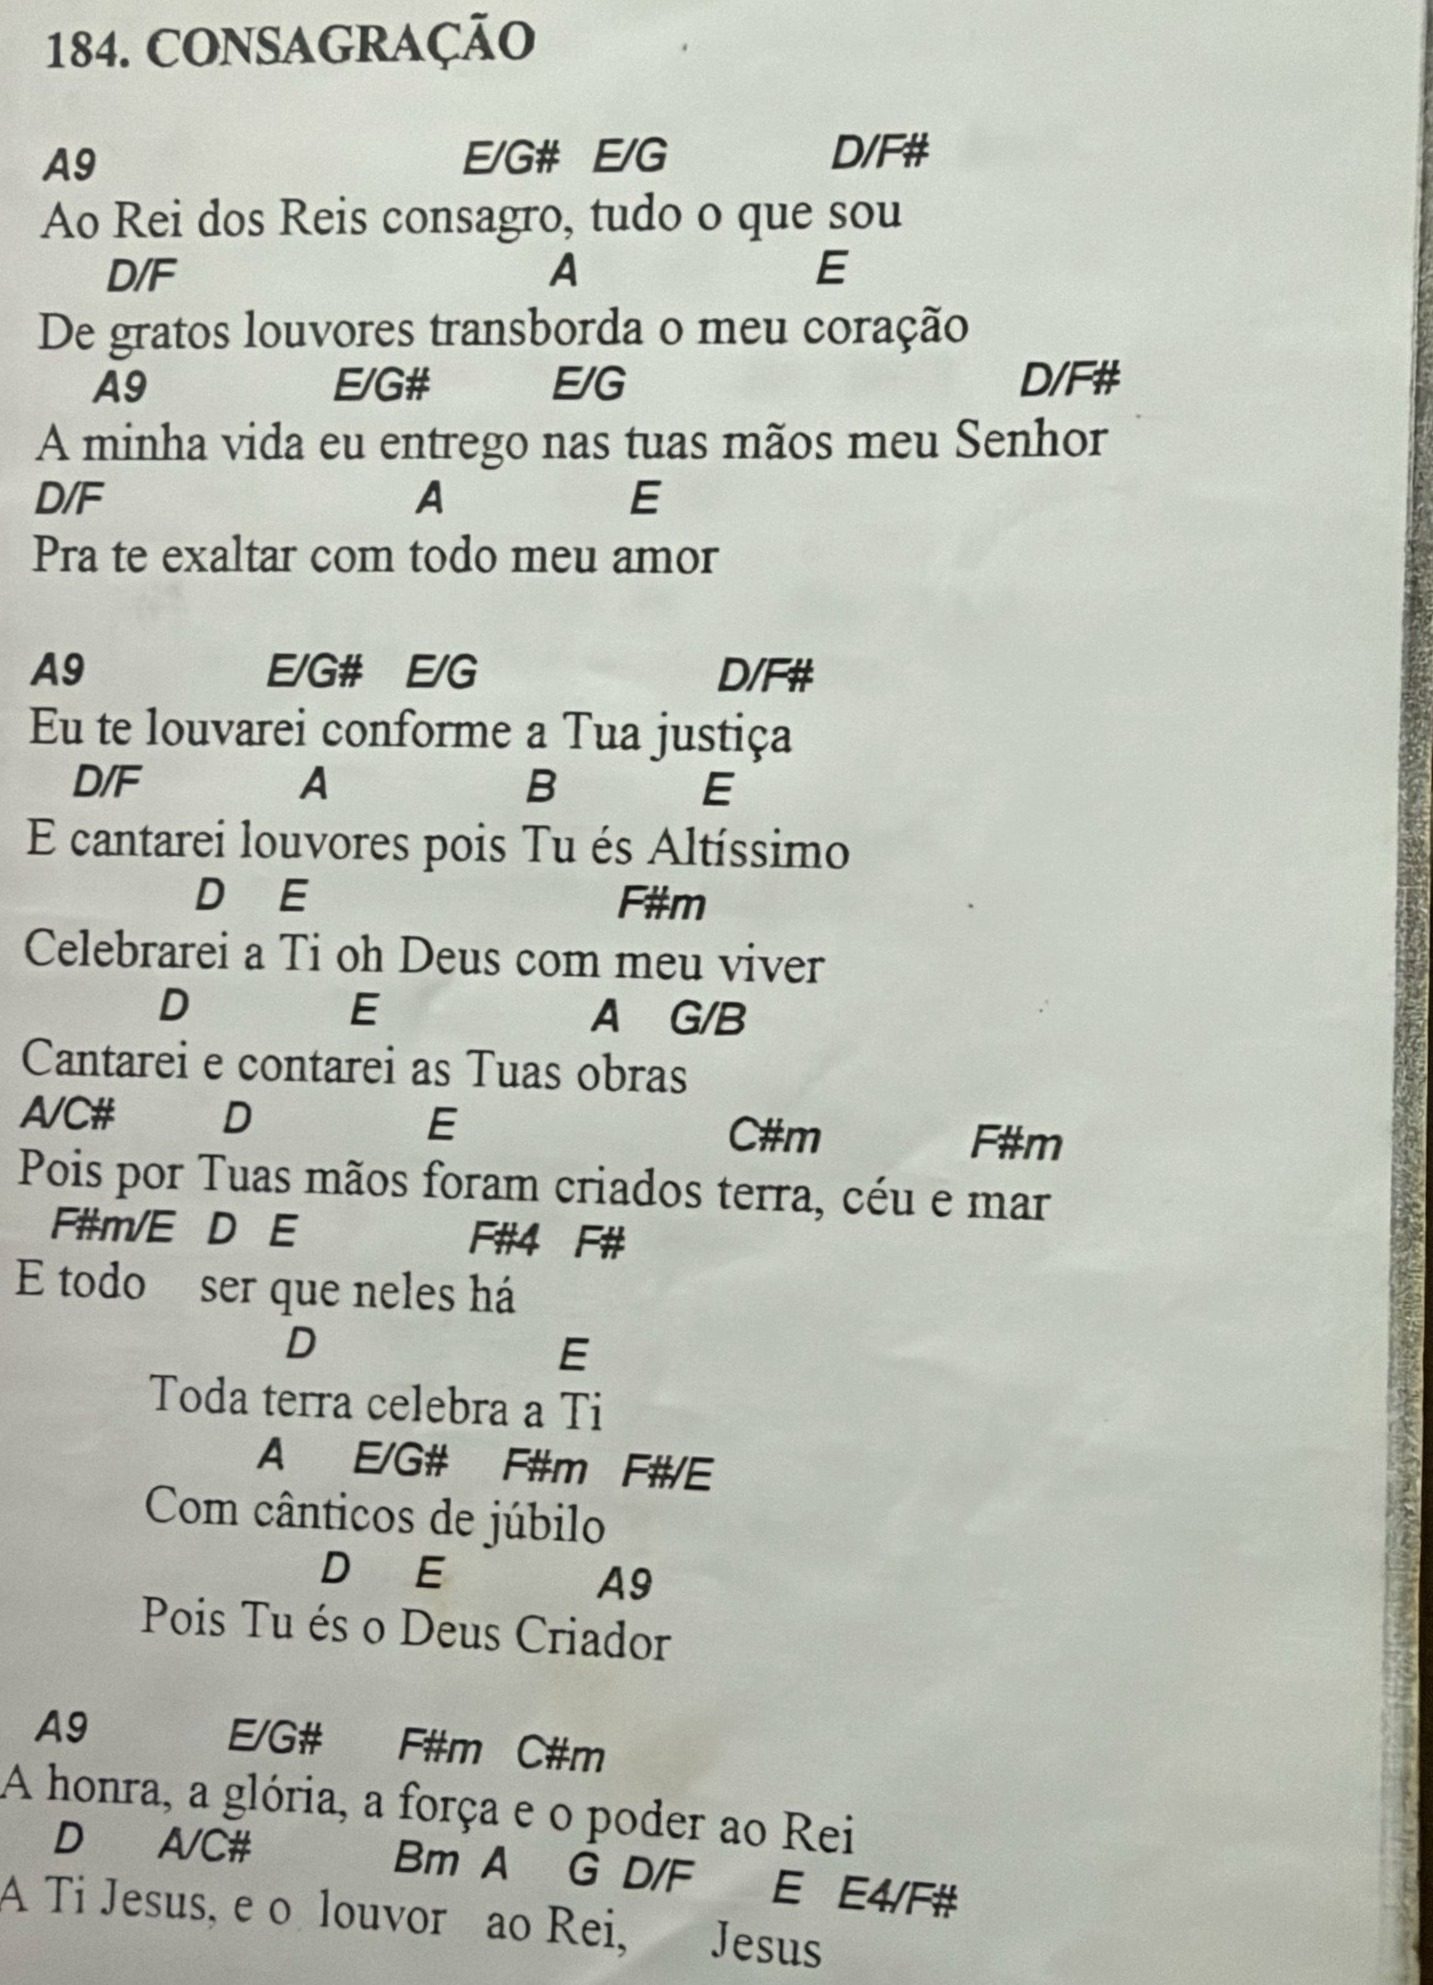 184. CONSAGRAÇÃO
A9 E/G# E/G D/F#
Ao Rei dos Reis consagro, tudo o que sou
D/F A E
De gratos louvores transborda o meu coração
A9 E/G# E/G D/F#
A minha vida eu entrego nas tuas mãos meu Senhor
D/F A E
Pra te exaltar com todo meu amor
A9 E/G# E/G D/F#
Eu te louvarei conforme a Tua justiça
D/F A B E
E cantarei louvores pois Tu és Altíssimo
D E F#m
Celebrarei a Ti oh Deus com meu viver
D E A G/B
Cantarei e contarei as Tuas obras
A/C# D E C#m F#m
Pois por Tuas mãos foram criados terra, céu e mar
F#m/E D E F#4 F#
E todo ser que neles há
D E
Toda terra celebra a Ti
A E/G# F#m F#/E
Com cânticos de júbilo
D E A9
Pois Tu és o Deus Criador
A9 E/G# F#m C#m
A honra, a glória, a força e o poder ao Rei
D A/C# Bm A G D/F E E4/F#
A Ti Jesus, e o louvor ao Rei, Jesus